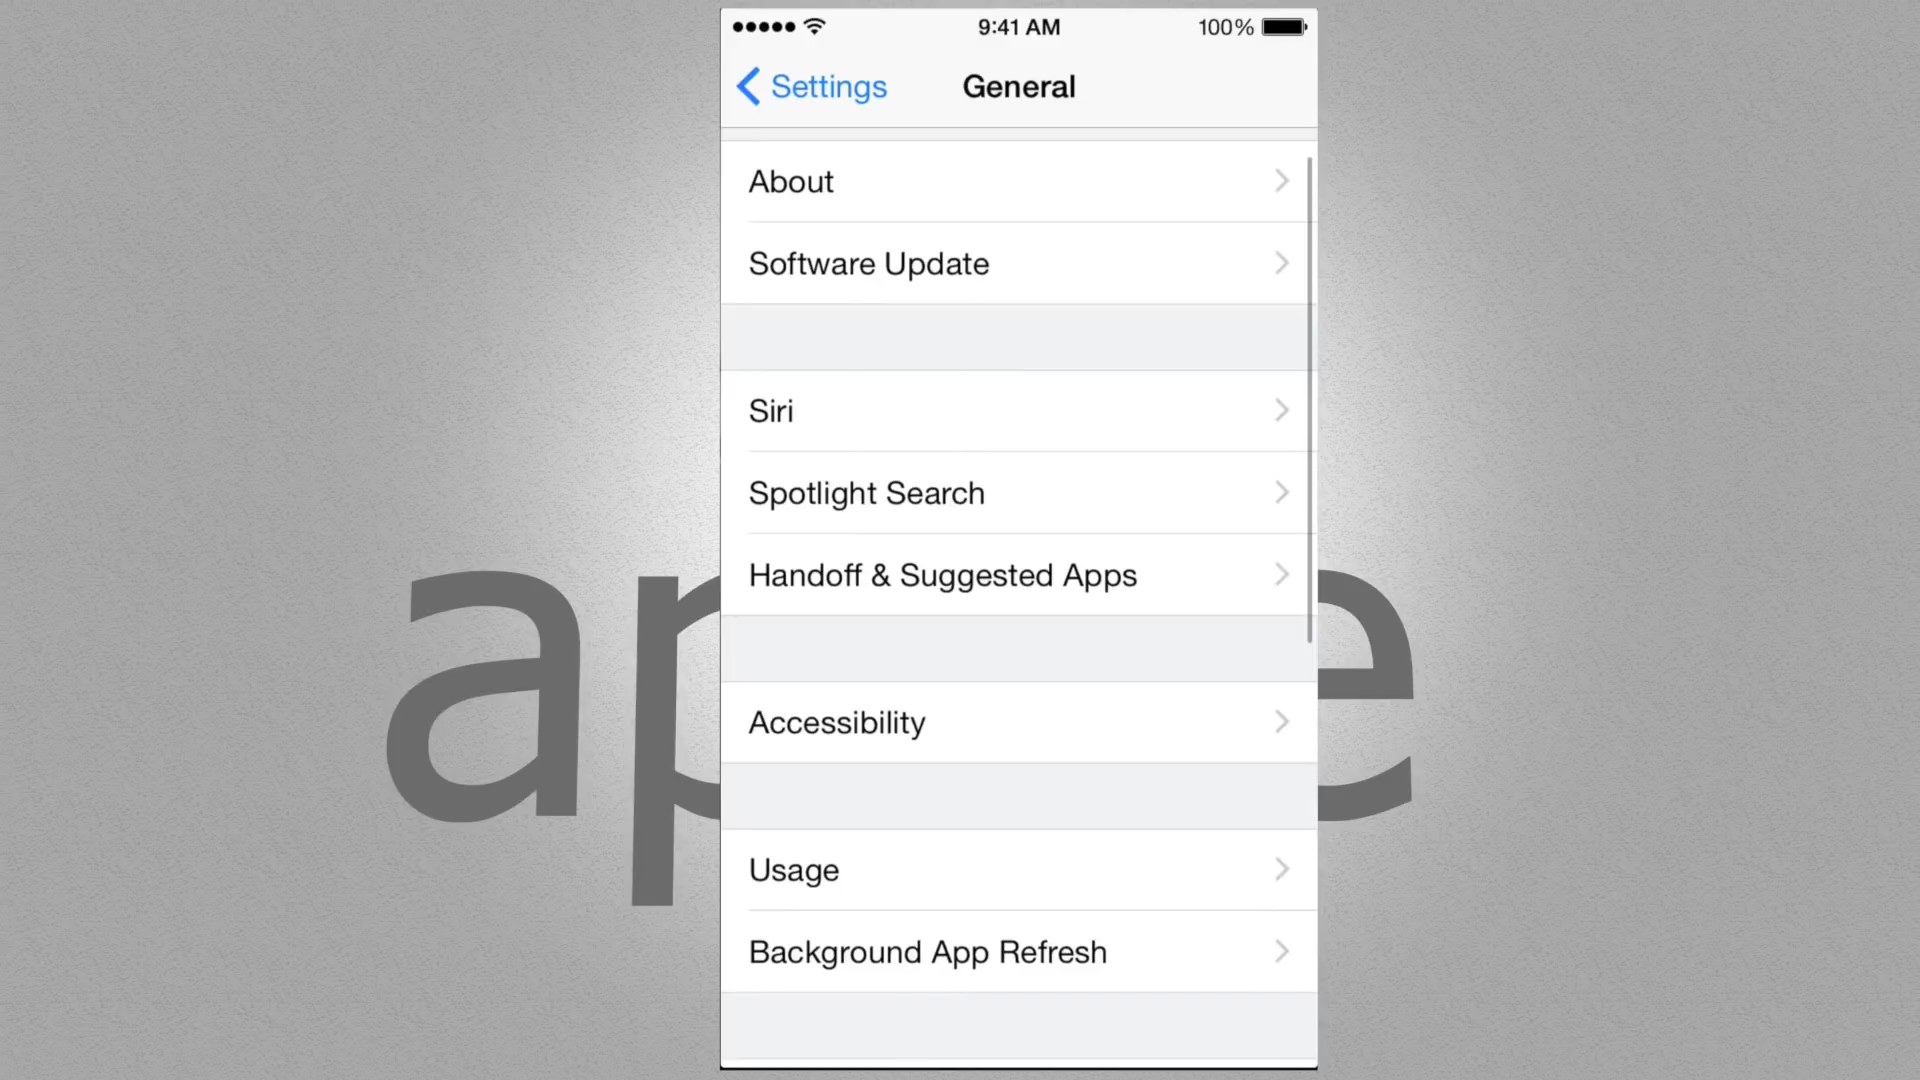 9:41 AM 100%
Settings General
About
Software Update
Siri
Spotlight Search
Handoff & Suggested Apps
Accessibility
Usage
Background App Refresh